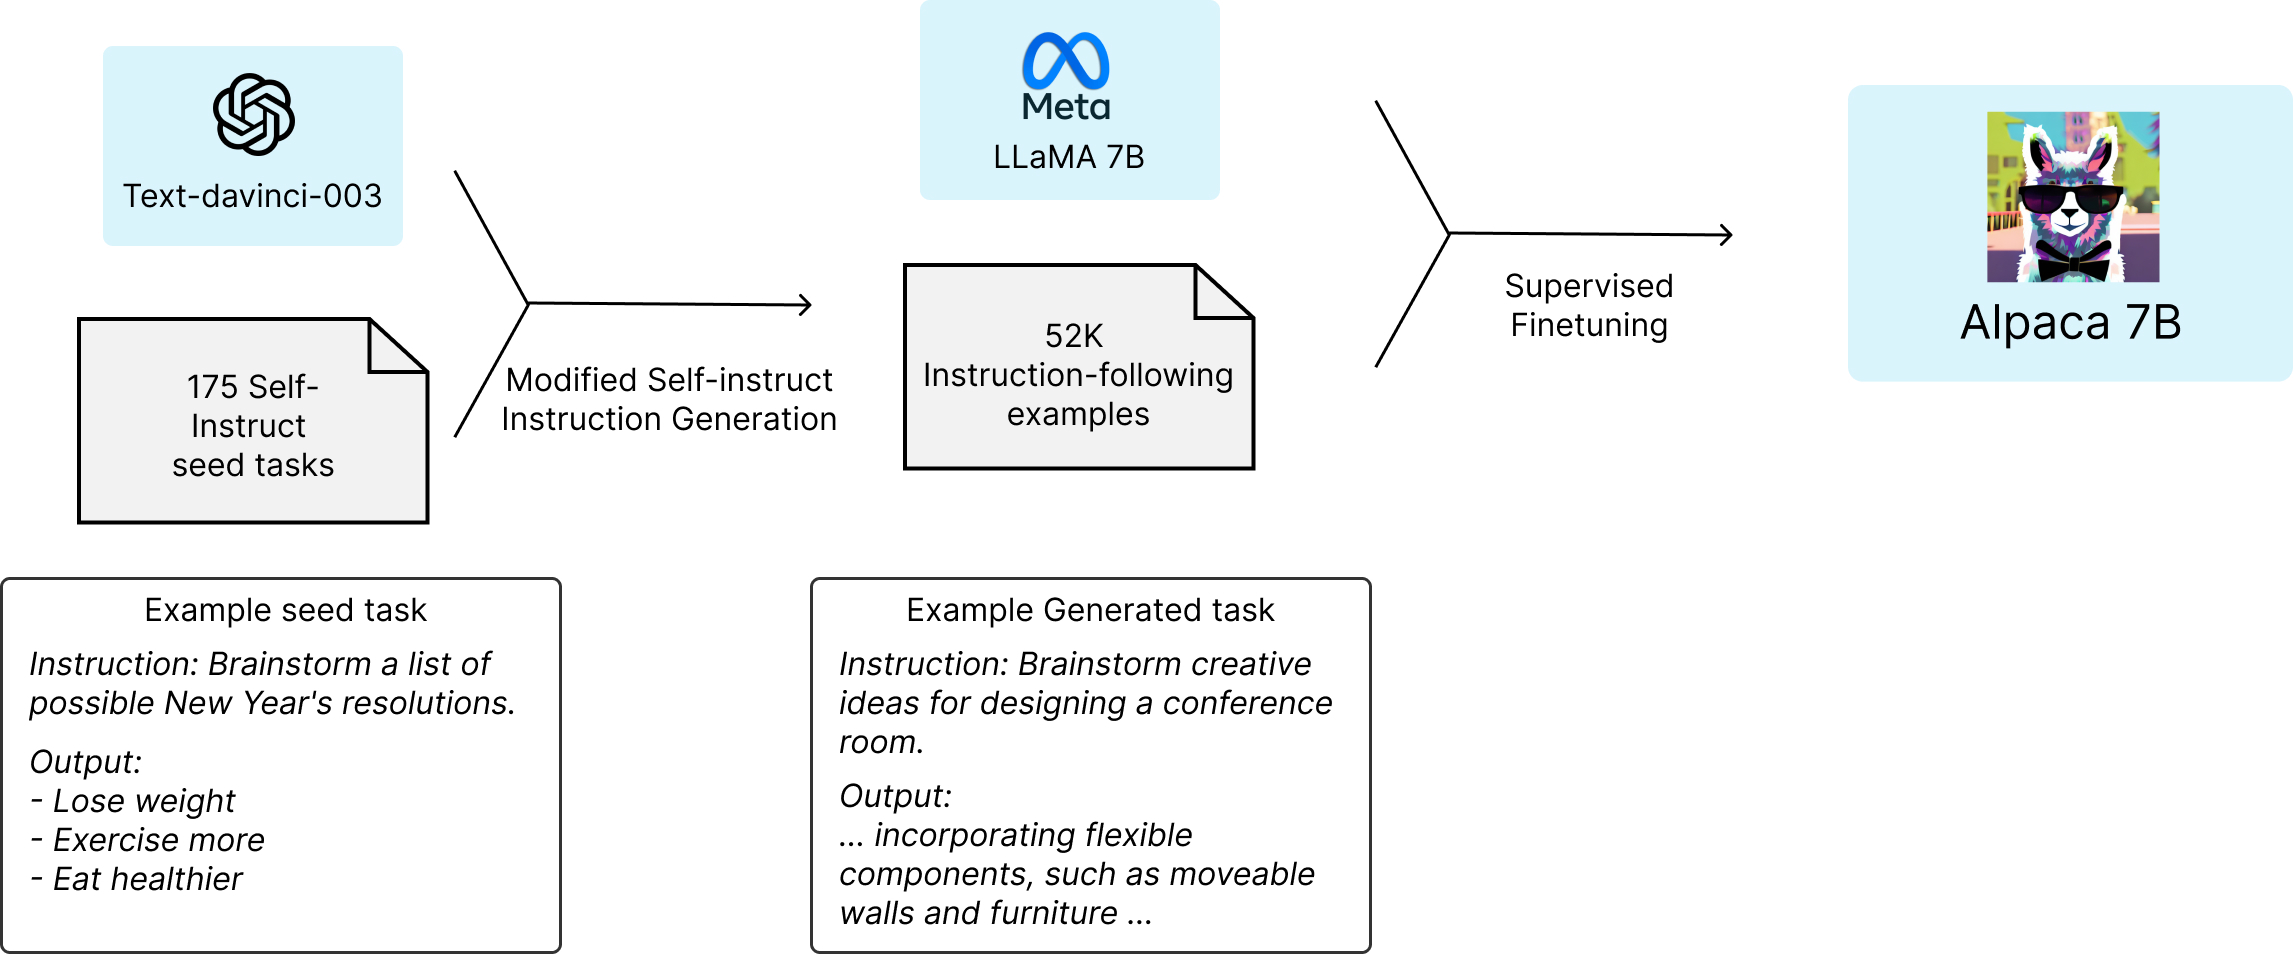 Text-davinci-003
175 Self-
Instruct
seed tasks
Modified Self-instruct
Instruction Generation
Meta
LLaMA 7B
52K
Instruction-following
examples
Supervised
Finetuning
Alpaca 7B
Example seed task
Instruction: Brainstorm a list of
possible New Year's resolutions.
Output:
- Lose weight
- Exercise more
- Eat healthier
Example Generated task
Instruction: Brainstorm creative
ideas for designing a conference
room.
Output:
... incorporating flexible
components, such as moveable
walls and furniture ...